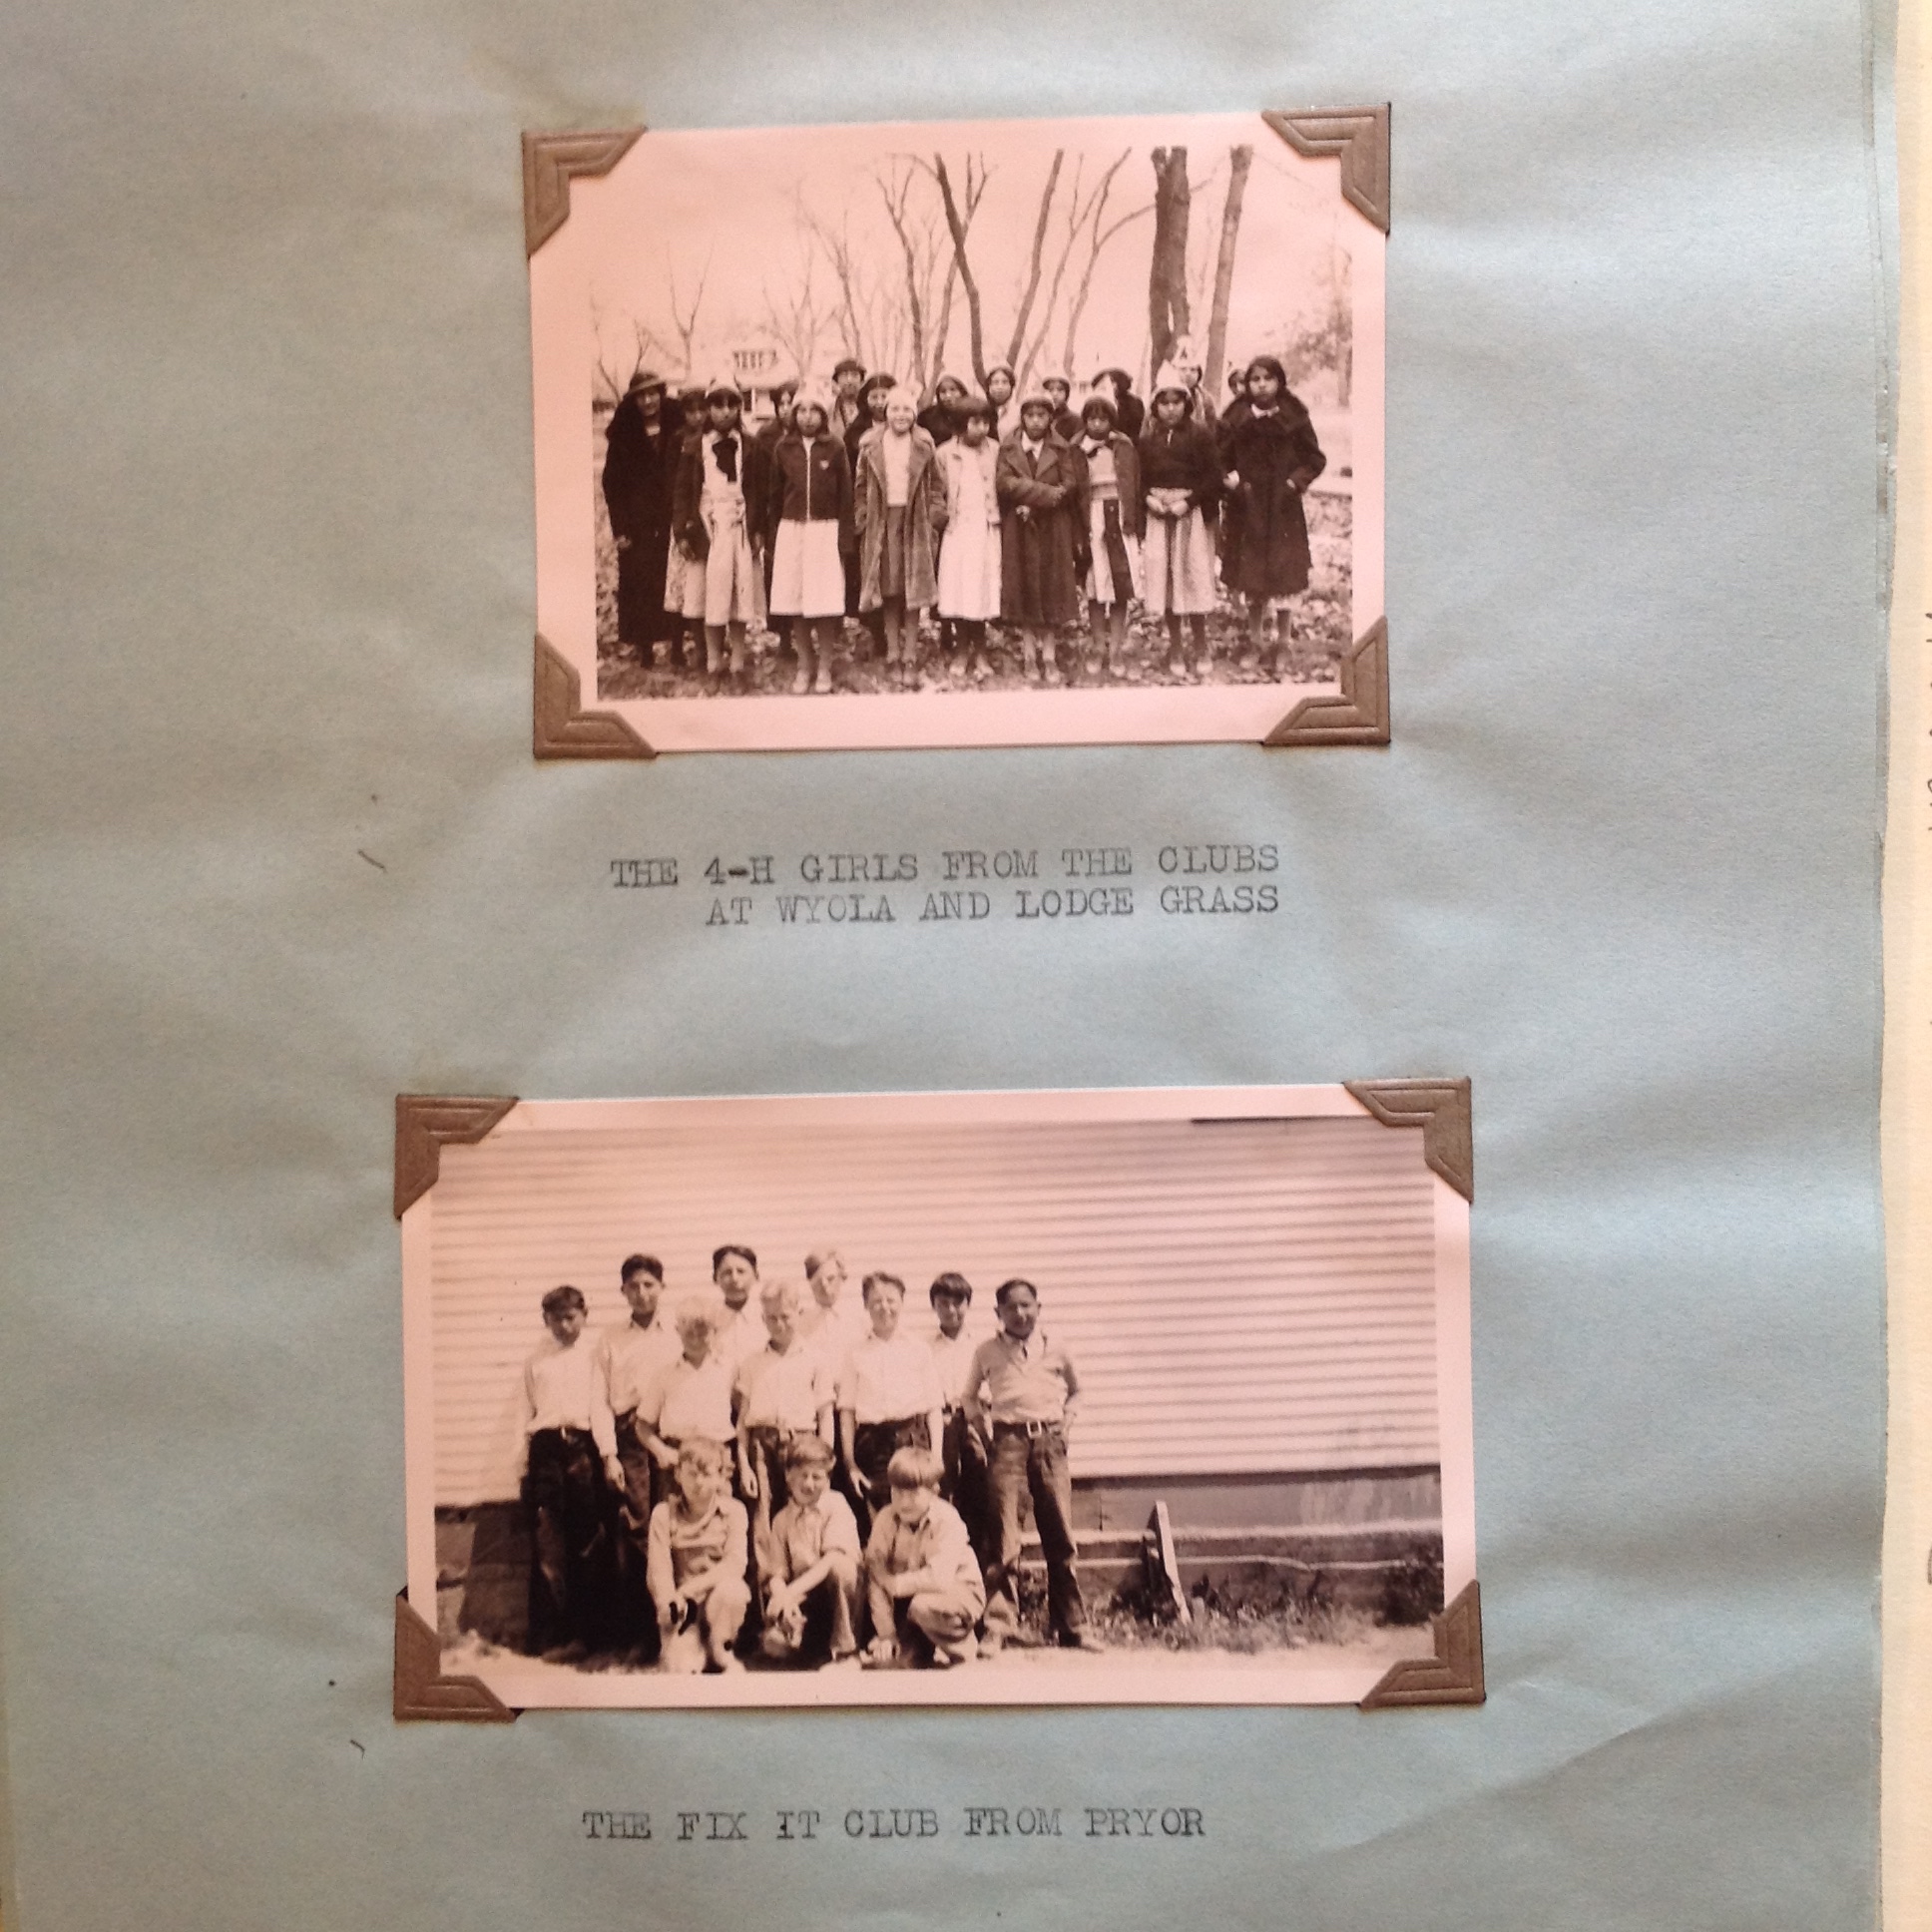 THE 4-H GIRLS FROM THE CLUBS
AT WYOLA AND LODGE GRASS
THE FIX IT CLUB FROM PRYOR